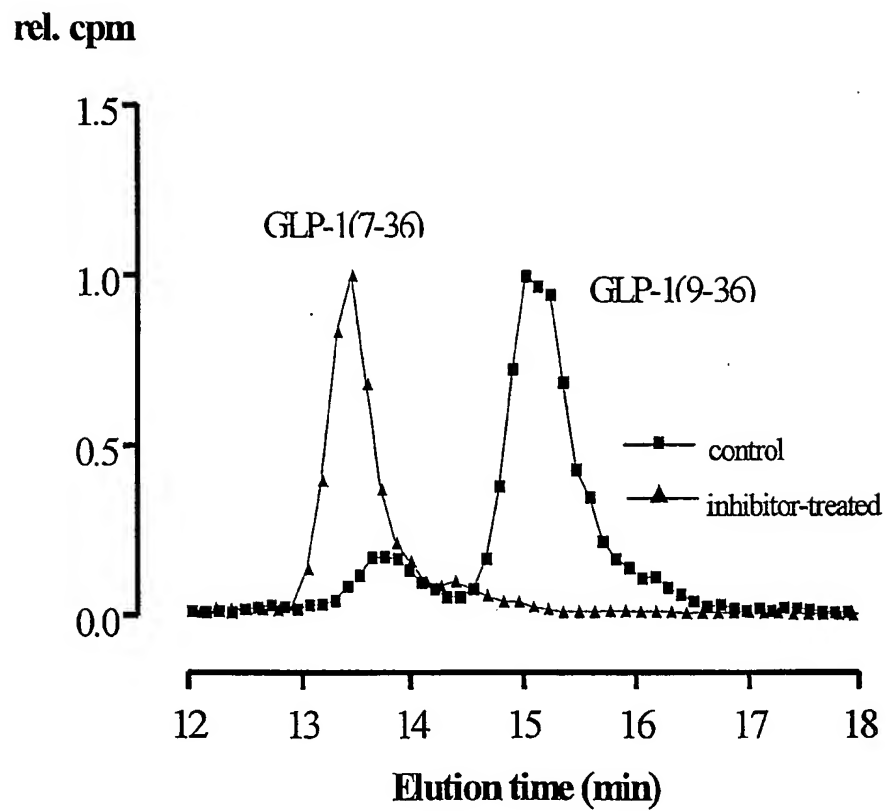 rel. cpm
1.5
GLP-1(7-36)
1.0
GLP-1(9-36)
0.5
control
inhibitor-treated
0.0
12 13 14 15 16 17 18
Elution time (min)